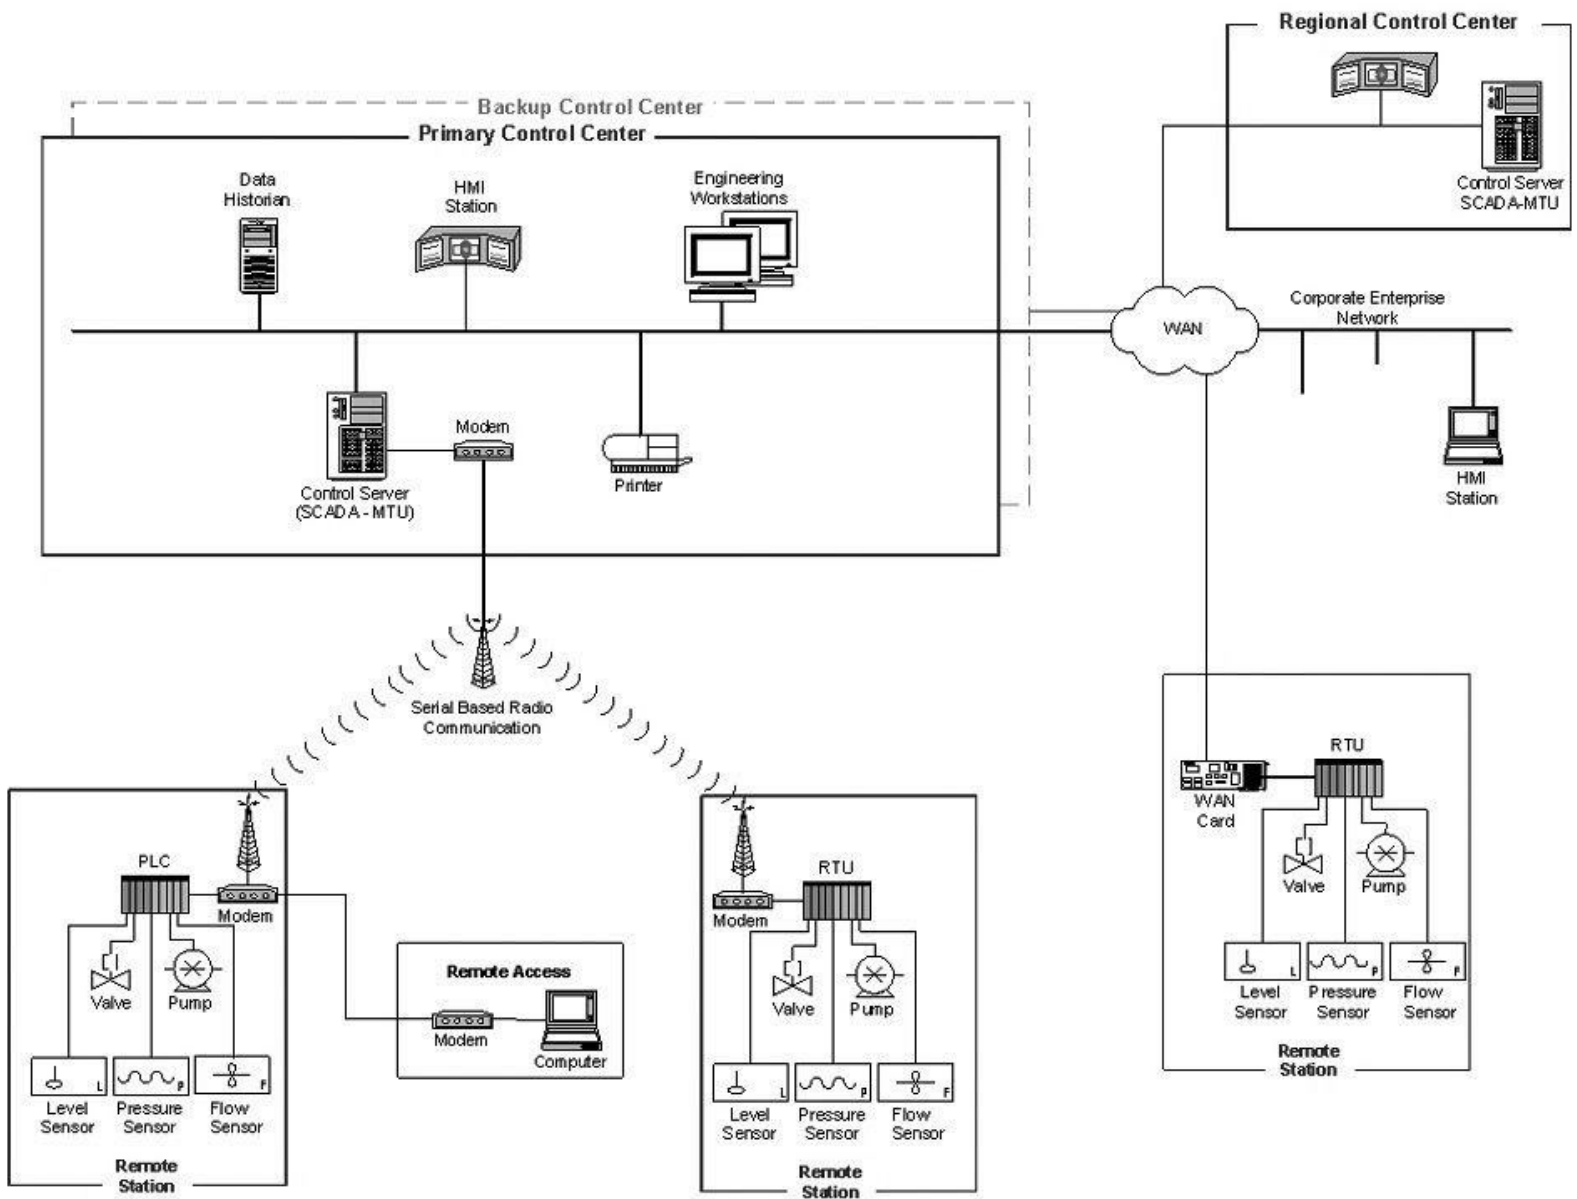 Regional Control Center
Control Server
SCADA-MTU
Backup Control Center
Primary Control Center
Data
Historian
HMI
Station
Engineering
Workstations
Control Server
(SCADA - MTU)
Modem
Printer
WAN
Corporate Enterprise
Network
HMI
Station
Serial Based Radio
Communication
PLC
Modem
Valve
Pump
L
P
F
Level
Sensor
Pressure
Sensor
Flow
Sensor
Remote
Station
Remote Access
Modem
Computer
RTU
Modem
Valve
Pump
L
P
F
Level
Sensor
Pressure
Sensor
Flow
Sensor
Remote
Station
RTU
WAN
Card
Valve
Pump
L
P
F
Level
Sensor
Pressure
Sensor
Flow
Sensor
Remote
Station